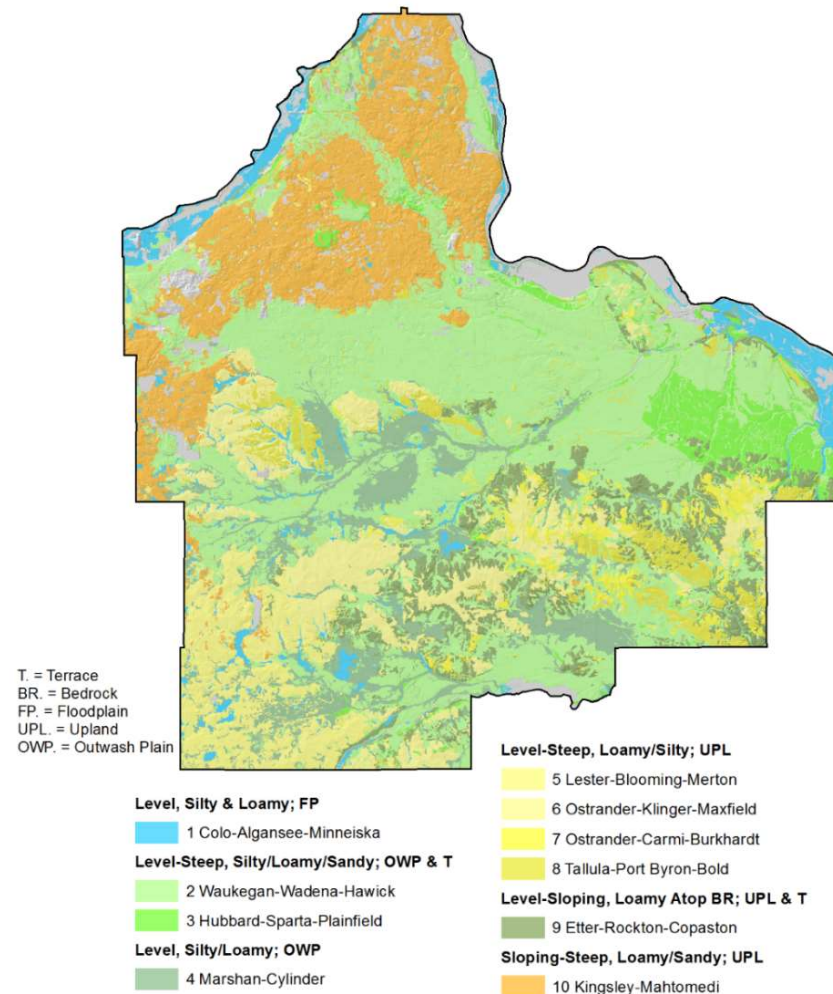 T. = Terrace
BR. = Bedrock
FP. = Floodplain
UPL. = Upland
OWP. = Outwash Plain
Level, Silty & Loamy; FP
1 Colo-Algansee-Minneiska
Level-Steep, Silty/Loamy/Sandy; OWP & T
2 Waukegan-Wadena-Hawick
3 Hubbard-Sparta-Plainfield
Level, Silty/Loamy; OWP
4 Marshan-Cylinder
Level-Steep, Loamy/Silty; UPL
5 Lester-Blooming-Merton
6 Ostrander-Klinger-Maxfield
7 Ostrander-Carmi-Burkhardt
8 Tallula-Port Byron-Bold
Level-Sloping, Loamy Atop BR; UPL & T
9 Etter-Rockton-Copaston
Sloping-Steep, Loamy/Sandy; UPL
10 Kingsley-Mahtomedi